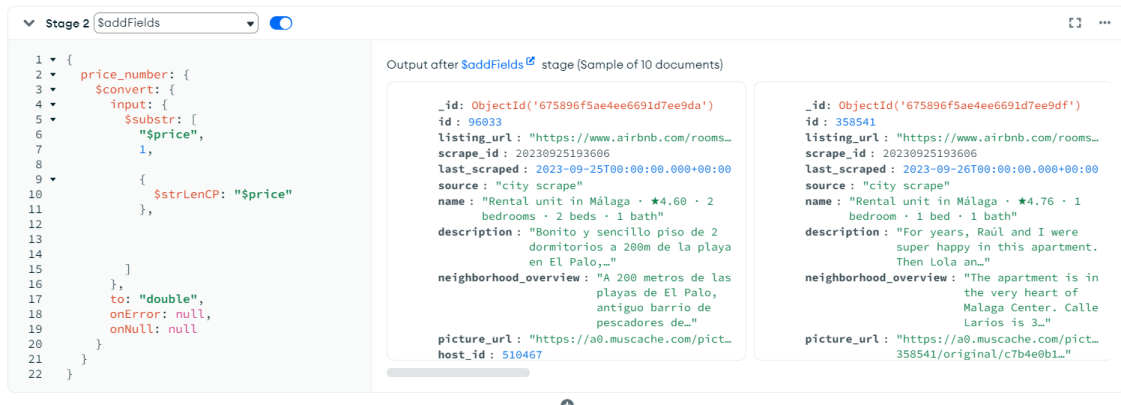 Stage 2 $addFields
1 {
2 price_number: {
3 $convert: {
4 input: {
5 $substr: [
6 "$price",
7 1,
8
9 {
10 $strLenCP: "$price"
11 },
12
13
14
15 ]
16 },
17 to: "double",
18 onError: null,
19 onNull: null
20 }
21 }
22 }
Output after $addFields stage (Sample of 10 documents)
_id: ObjectId('675896f5ae4ee6691d7ee9da')
id : 96033
listing_url : "https://www.airbnb.com/rooms…
scrape_id : 20230925193606
last_scraped : 2023-09-25T00:00:00.000+00:00
source : "city scrape"
name : "Rental unit in Málaga · ★4.60 · 2
bedrooms · 2 beds · 1 bath"
description : "Bonito y sencillo piso de 2
dormitorios a 200m de la playa
en El Palo,…"
neighborhood_overview : "A 200 metros de las
playas de El Palo,
antiguo barrio de
pescadores de…"
picture_url : "https://a0.muscache.com/pict…
host_id : 510467
_id: ObjectId('675896f5ae4ee6691d7ee9df')
id : 358541
listing_url : "https://www.airbnb.com/rooms…
scrape_id : 20230925193606
last_scraped : 2023-09-26T00:00:00.000+00:00
source : "city scrape"
name : "Rental unit in Málaga · ★4.76 · 1
bedroom · 1 bed · 1 bath"
description : "For years, Raúl and I were
super happy in this apartment.
Then Lola an…"
neighborhood_overview : "The apartment is in
the very heart of
Malaga Center. Calle
Larios is 3…"
picture_url : "https://a0.muscache.com/pict…
358541/original/c7b4e0b1…"